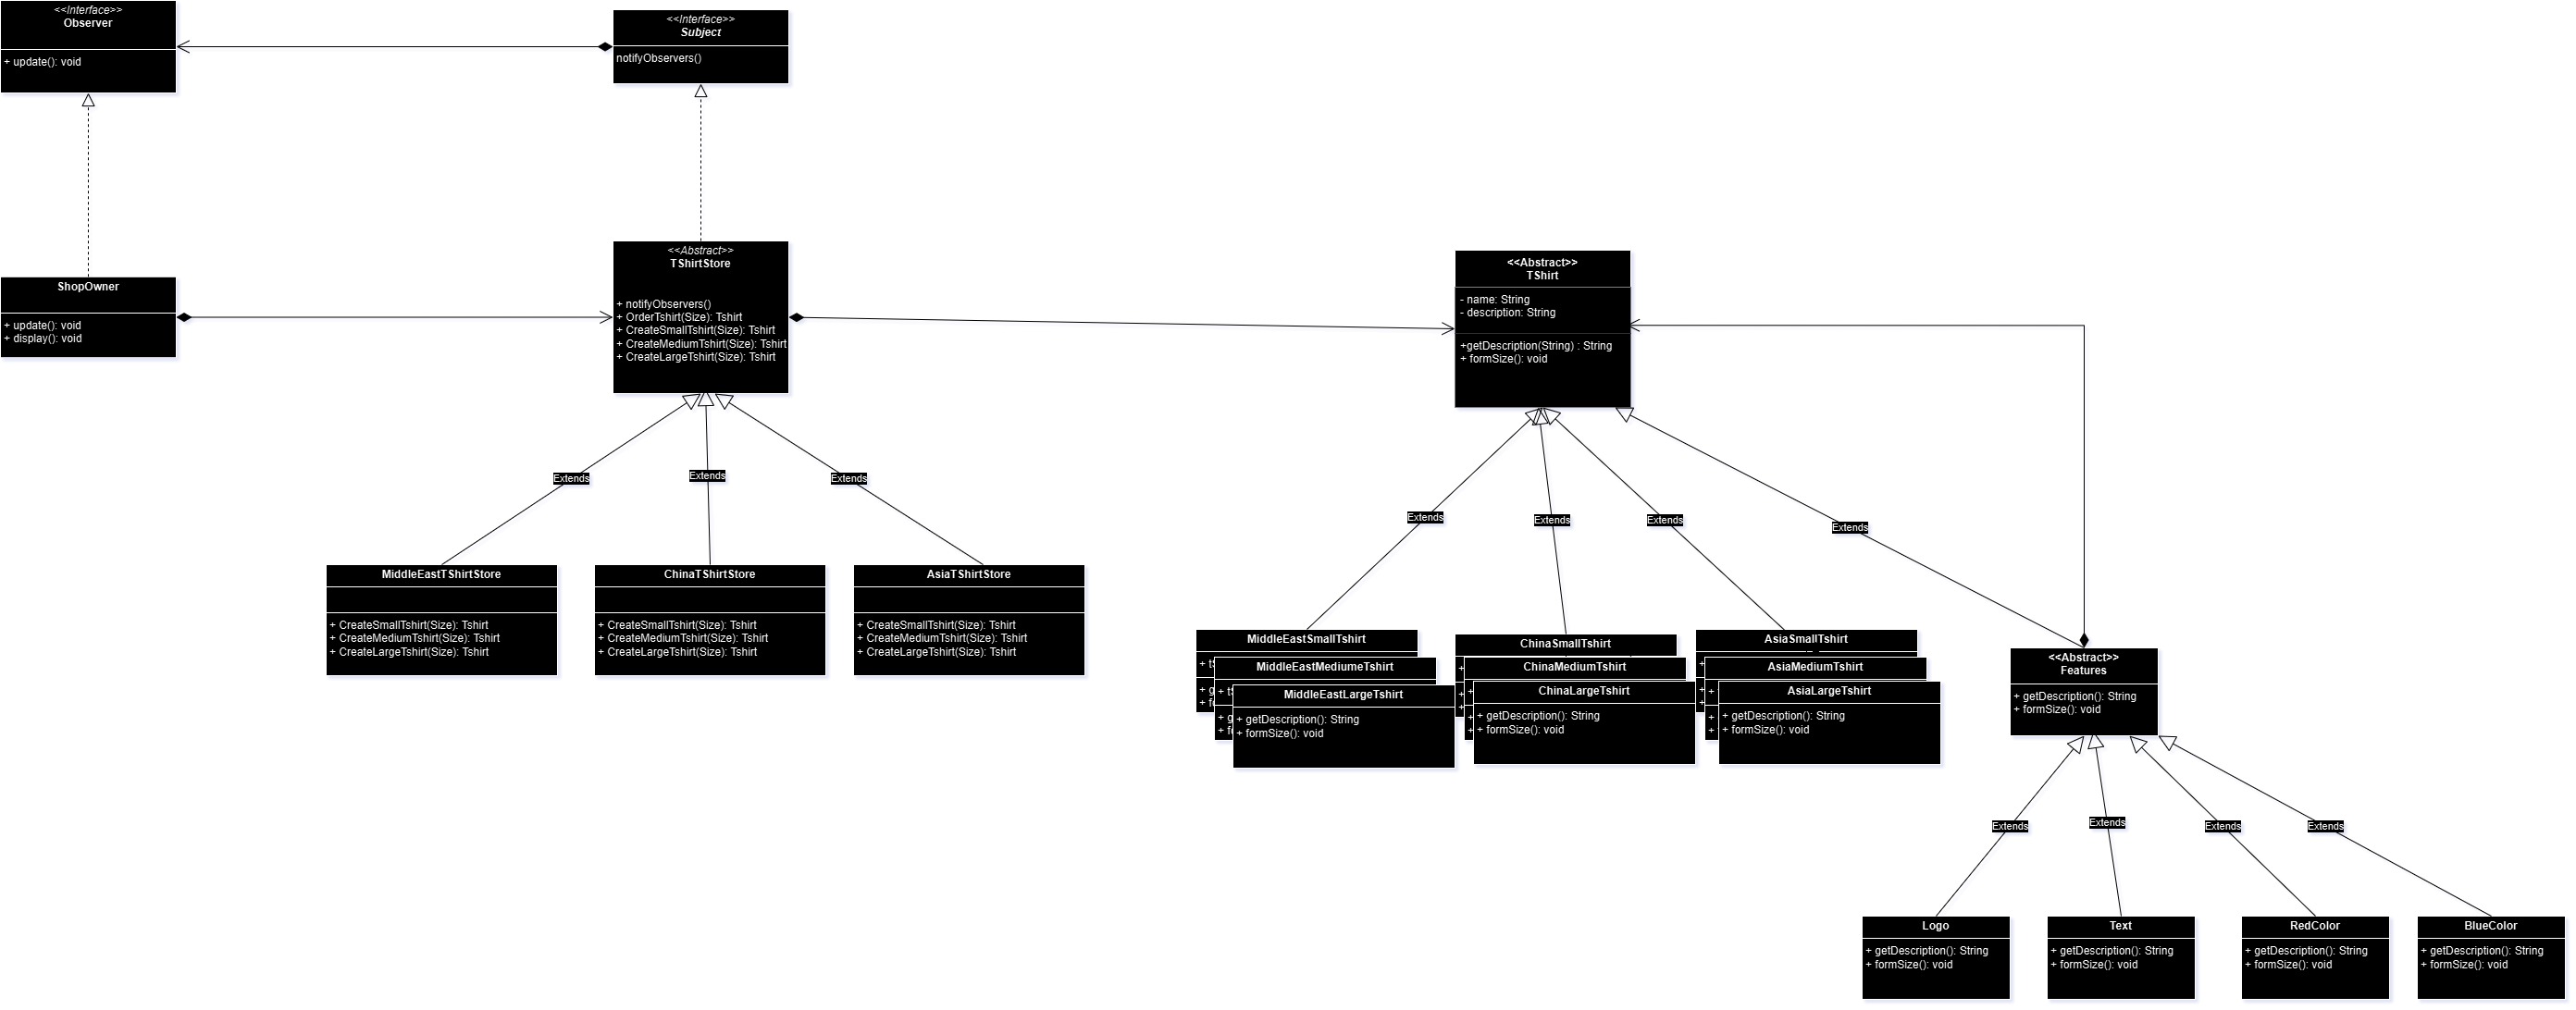 <<Interface>>
Observer
+ update(): void
<<Interface>>
Subject
notifyObservers()
ShopOwner
+ update(): void
+ display(): void
<<Abstract>>
TShirtStore
+ notifyObservers()
+ OrderTshirt(Size): Tshirt
+ CreateSmallTshirt(Size): Tshirt
+ CreateMediumTshirt(Size): Tshirt
+ CreateLargeTshirt(Size): Tshirt
<<Abstract>>
TShirt
- name: String
- description: String
+getDescription(String) : String
+ formSize(): void
Extends
Extends
Extends
Extends
Extends
Extends
Extends
MiddleEastTShirtStore
+ CreateSmallTshirt(Size): Tshirt
+ CreateMediumTshirt(Size): Tshirt
+ CreateLargeTshirt(Size): Tshirt
ChinaTShirtStore
+ CreateSmallTshirt(Size): Tshirt
+ CreateMediumTshirt(Size): Tshirt
+ CreateLargeTshirt(Size): Tshirt
AsiaTShirtStore
+ CreateSmallTshirt(Size): Tshirt
+ CreateMediumTshirt(Size): Tshirt
+ CreateLargeTshirt(Size): Tshirt
MiddleEastSmallTshirt
MiddleEastMediumeTshirt
MiddleEastLargeTshirt
+ getDescription(): String
+ formSize(): void
ChinaSmallTshirt
ChinaMediumTshirt
ChinaLargeTshirt
+ getDescription(): String
+ formSize(): void
AsiaSmallTshirt
AsiaMediumTshirt
AsiaLargeTshirt
+ getDescription(): String
+ formSize(): void
<<Abstract>>
Features
+ getDescription(): String
+ formSize(): void
Extends
Extends
Extends
Extends
Logo
+ getDescription(): String
+ formSize(): void
Text
+ getDescription(): String
+ formSize(): void
RedColor
+ getDescription(): String
+ formSize(): void
BlueColor
+ getDescription(): String
+ formSize(): void